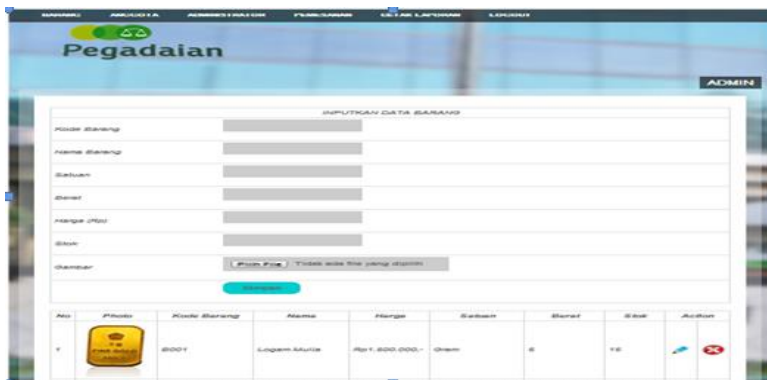 BARANG ANGGOTA ADMINISTRATOR PEMESANAN CETAK LAPORAN LOGOUT
Pegadaian
ADMIN
INPUTKAN DATA BARANG
Kode Barang
Nama Barang
Satuan
Berat
Harga (Rp)
Stok
Gambar Pilih File Tidak ada file yang dipilih
Simpan
No Photo Kode Barang Nama Harga Satuan Berat Stok Action
1 B001 Logam Mulia Gram
FINE GOLD